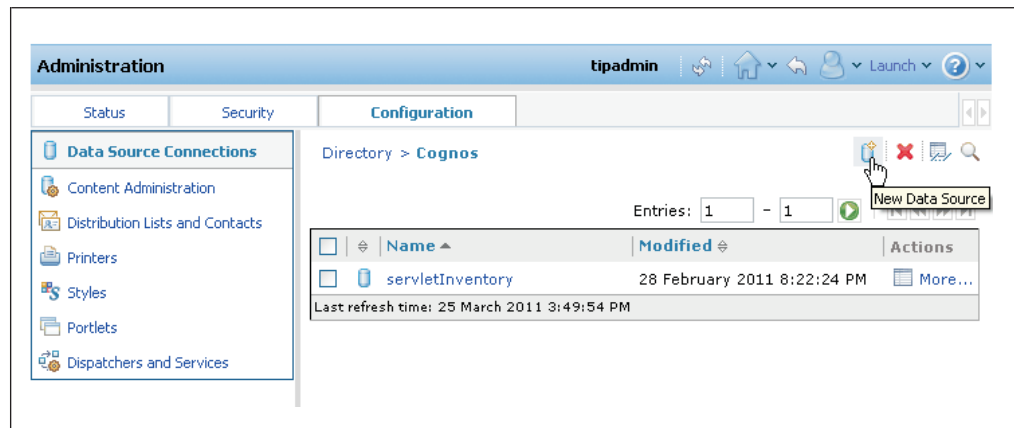 Administration
tipadmin
Launch
Status
Security
Configuration
Data Source Connections
Directory > Cognos
Content Administration
New Data Source
Distribution Lists and Contacts
Entries: 1 - 1
Printers
Name
Modified
Actions
Styles
servletInventory
28 February 2011 8:22:24 PM
More...
Last refresh time: 25 March 2011 3:49:54 PM
Portlets
Dispatchers and Services